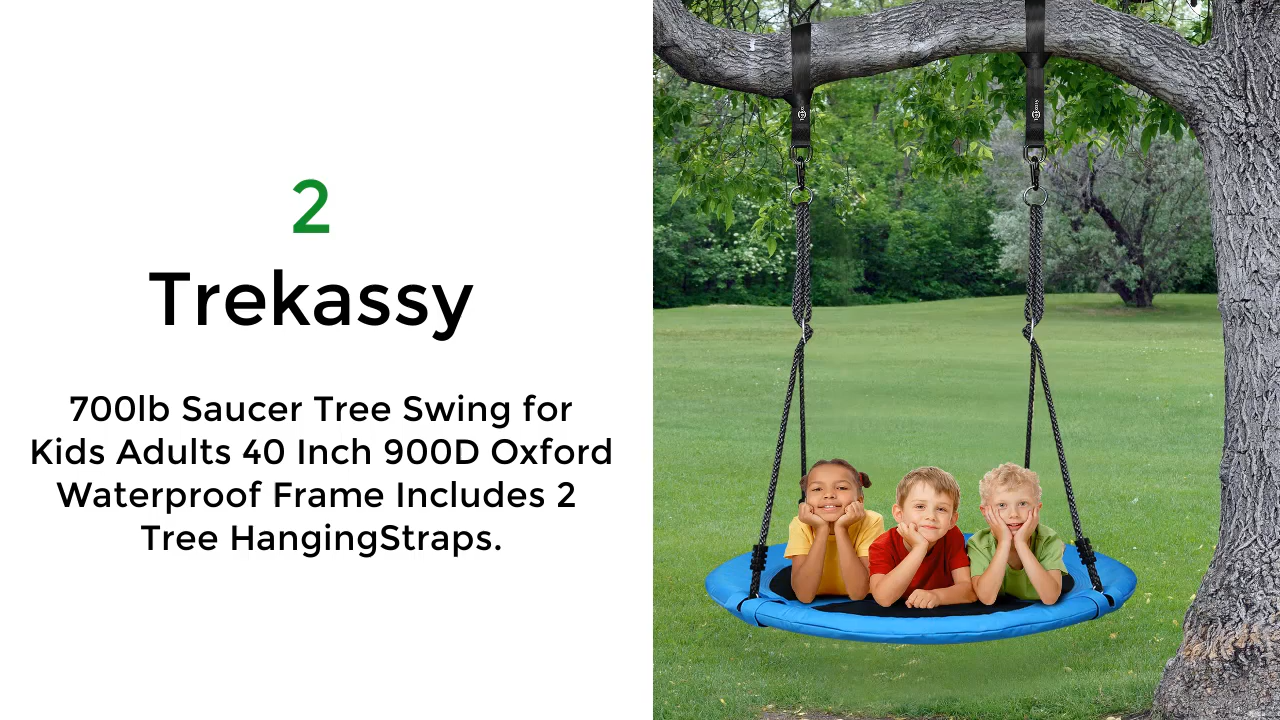 2
Trekassy
700lb Saucer Tree Swing for
Kids Adults 40 Inch 900D Oxford
Waterproof Frame Includes 2
Tree HangingStraps.